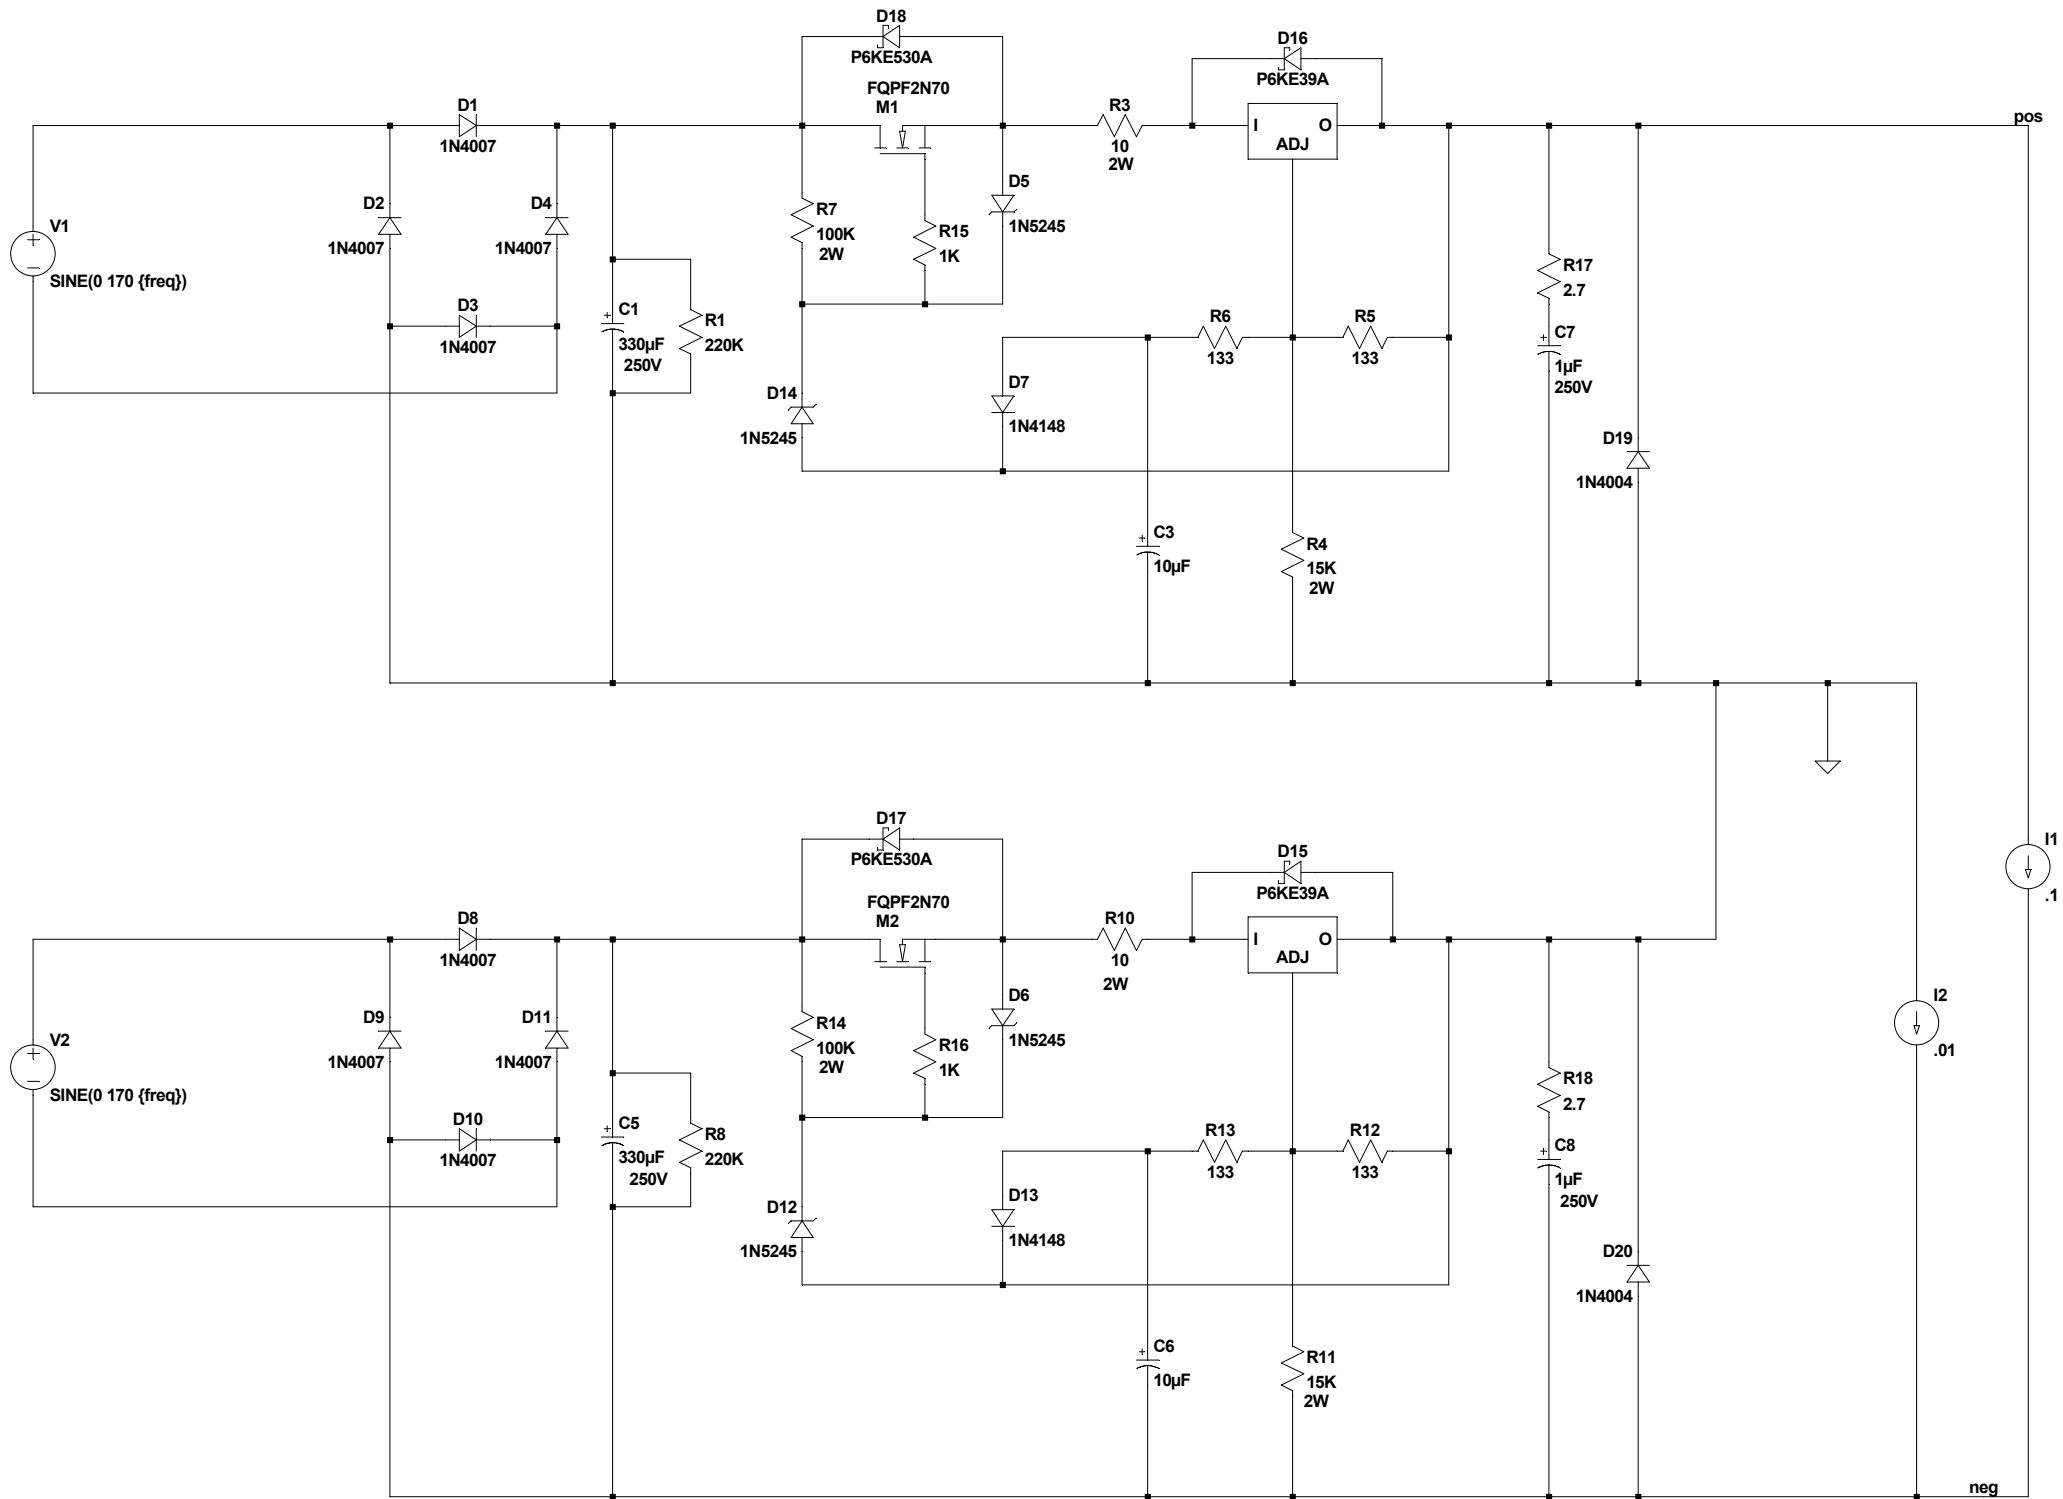 D18
P6KE530A
FQPF2N70
M1
D16
P6KE39A
D1
1N4007
R3
10
2W
I
O
ADJ
pos
D2
1N4007
D4
1N4007
V1
SINE(0 170 {freq})
R7
100K
2W
R15
1K
D5
1N5245
R17
2.7
D3
1N4007
+
C1
330µF
250V
R1
220K
R6
133
R5
133
+
C7
1µF
250V
D14
1N5245
D7
1N4148
D19
1N4004
+
C3
10µF
R4
15K
2W
D17
P6KE530A
FQPF2N70
M2
D15
P6KE39A
I1
.1
D8
1N4007
R10
10
2W
I
O
ADJ
D9
1N4007
D11
1N4007
V2
SINE(0 170 {freq})
R14
100K
2W
R16
1K
D6
1N5245
I2
.01
R18
2.7
D10
1N4007
+
C5
330µF
250V
R8
220K
R13
133
R12
133
+
C8
1µF
250V
D12
1N5245
D13
1N4148
D20
1N4004
+
C6
10µF
R11
15K
2W
neg